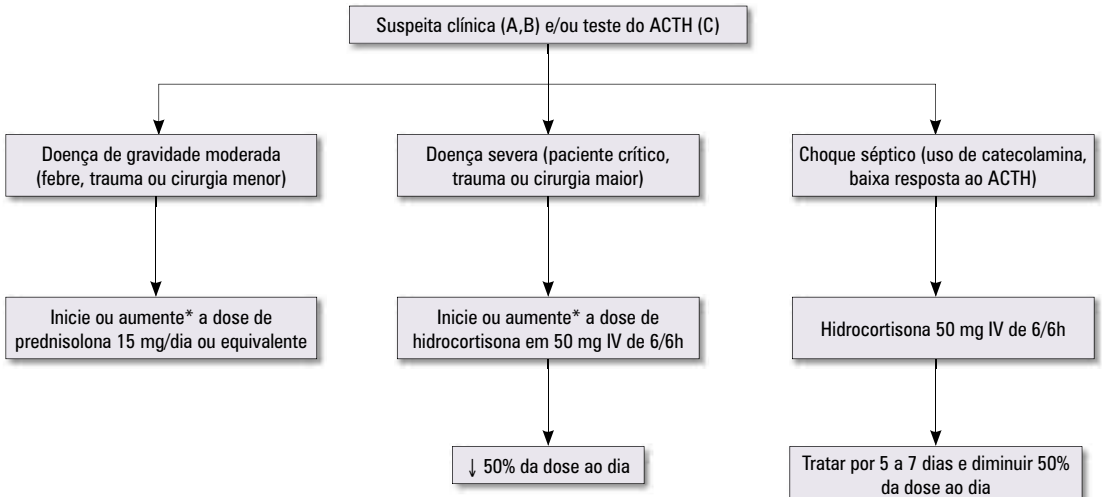 Suspeita clínica (A,B) e/ou teste do ACTH (C)
Doença de gravidade moderada
(febre, trauma ou cirurgia menor)
Doença severa (paciente crítico,
trauma ou cirurgia maior)
Choque séptico (uso de catecolamina,
baixa resposta ao ACTH)
Inicie ou aumente* a dose de
prednisolona 15 mg/dia ou equivalente
Inicie ou aumente* a dose de
hidrocortisona em 50 mg IV de 6/6h
Hidrocortisona 50 mg IV de 6/6h
↓ 50% da dose ao dia
Tratar por 5 a 7 dias e diminuir 50%
da dose ao dia